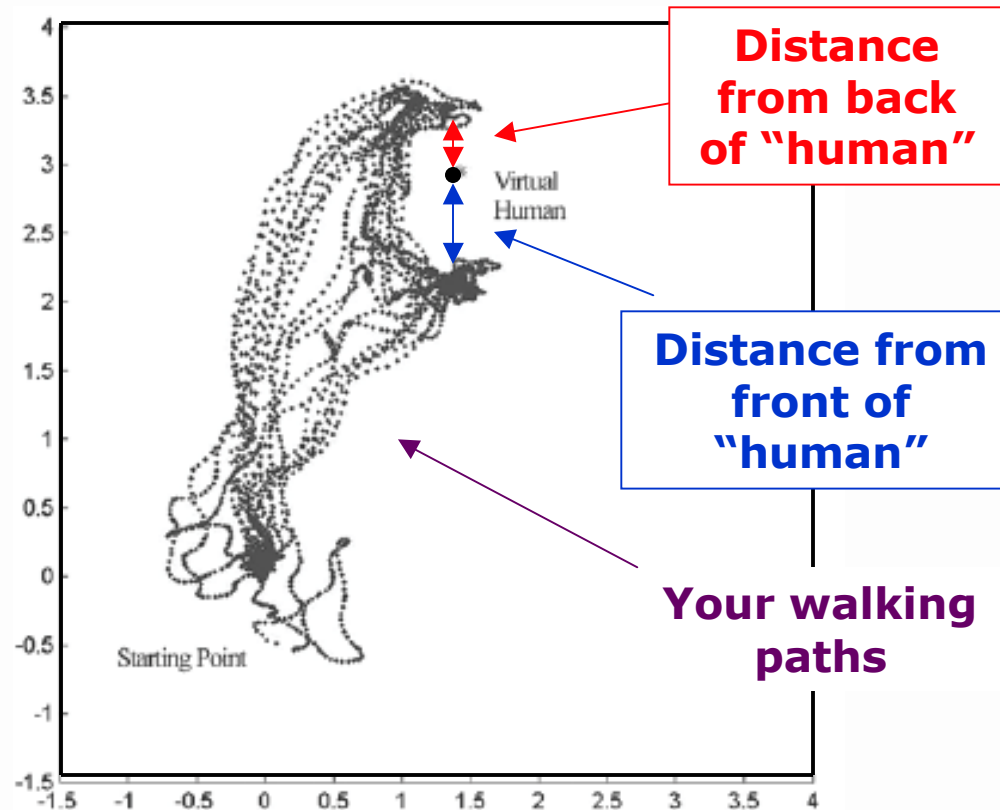 4
3.5
3
2.5
2
1.5
1
0.5
0
-0.5
-1
-1.5
-1.5 -1 -0.5 0 0.5 1 1.5 2 2.5 3 3.5 4
Distance
from back
of “human”
Virtual
Human
Distance from
front of
“human”
Your walking
paths
Starting Point